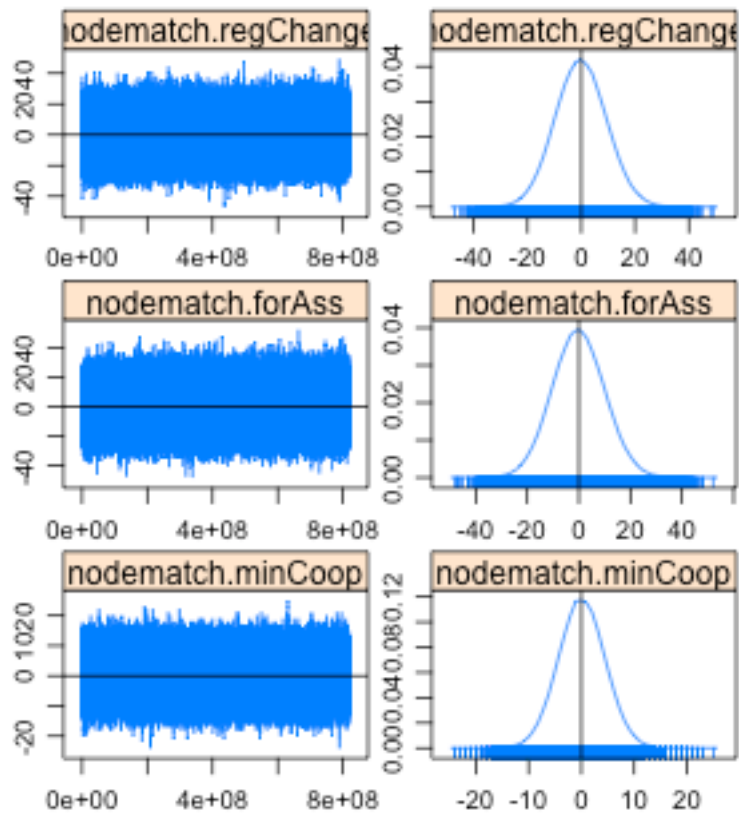 nodematch.regChange nodematch.regChange
-40 0 2040
0.00 0.02 0.04
0e+00 4e+08 8e+08
-40 -20 0 20 40
nodematch.forAss nodematch.forAss
-40 0 2040
0.00 0.02 0.04
0e+00 4e+08 8e+08
-40 -20 0 20 40
nodematch.minCoop nodematch.minCoop
-20 0 1020
0.000.040.080.12
0e+00 4e+08 8e+08
-20 -10 0 10 20